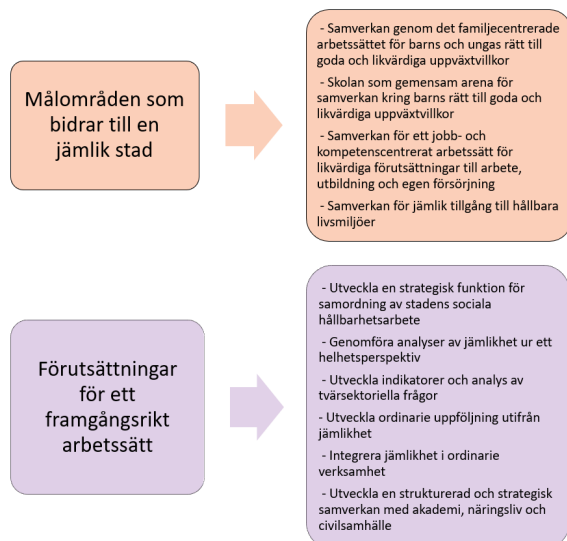 Målområden som
bidrar till en
jämlik stad
- Samverkan genom det familjecentrerade
arbetssättet för barns och ungas rätt till
goda och likvärdiga uppväxtvillkor
- Skolan som gemensam arena för
samverkan kring barns rätt till goda och
likvärdiga uppväxtvillkor
- Samverkan för ett jobb- och
kompetenscentrerat arbetssätt för
likvärdiga förutsättningar till arbete,
utbildning och egen försörjning
- Samverkan för jämlik tillgång till hållbara
livsmiljöer
Förutsättningar
för ett
framgångsrikt
arbetssätt
- Utveckla en strategisk funktion för
samordning av stadens sociala
hållbarhetsarbete
- Genomföra analyser av jämlikhet ur ett
helhetsperspektiv
- Utveckla indikatorer och analys av
tvärsektoriella frågor
- Utveckla ordinarie uppföljning utifrån
jämlikhet
- Integrera jämlikhet i ordinarie
verksamhet
- Utveckla en strukturerad och strategisk
samverkan med akademi, näringsliv och
civilsamhälle